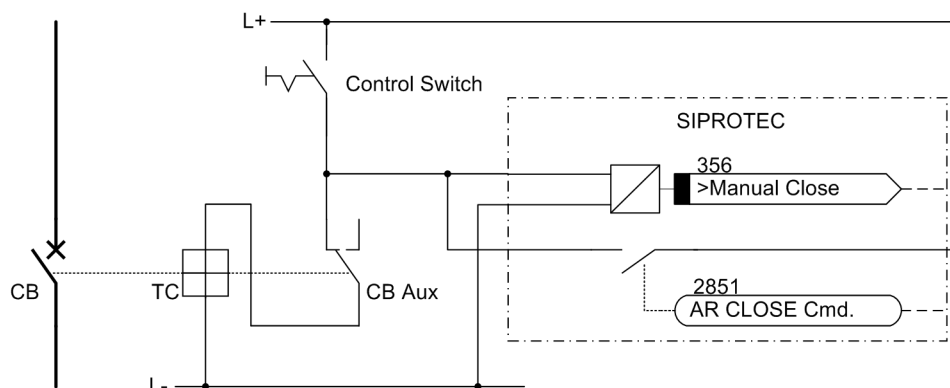 L+
Control Switch
SIPROTEC
356
>Manual Close
CB
TC
CB Aux
2851
AR CLOSE Cmd.
L-